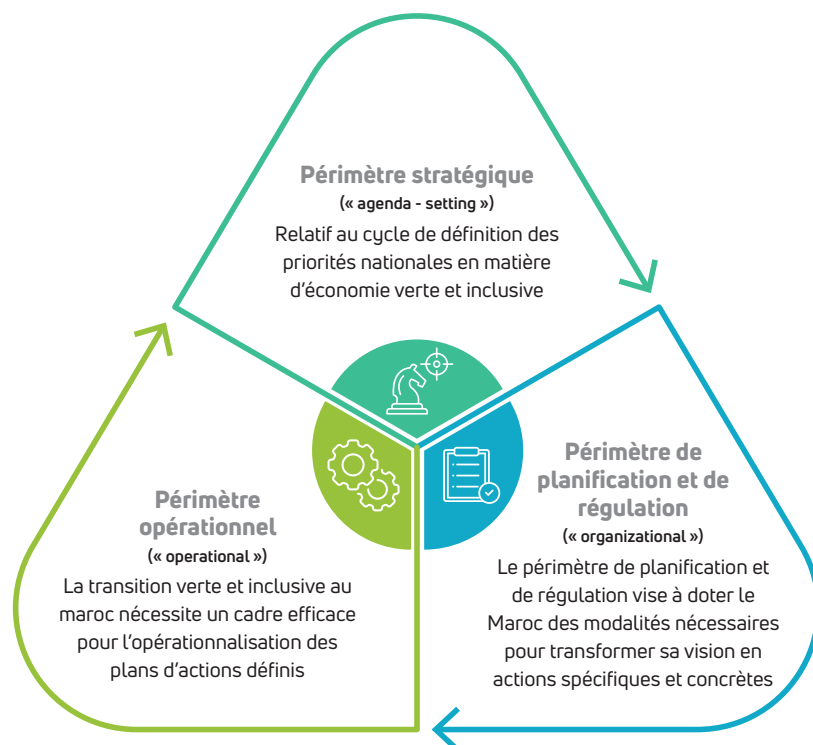 Périmètre stratégique
(« agenda - setting »)
Relatif au cycle de définition des
priorités nationales en matière
d’économie verte et inclusive
Périmètre de
planification et de
régulation
(« organizational »)
Le périmètre de planification et
de régulation vise à doter le
Maroc des modalités nécessaires
pour transformer sa vision en
actions spécifiques et concrètes
Périmètre
opérationnel
(« operational »)
La transition verte et inclusive au
maroc nécessite un cadre efficace
pour l’opérationnalisation des
plans d’actions définis